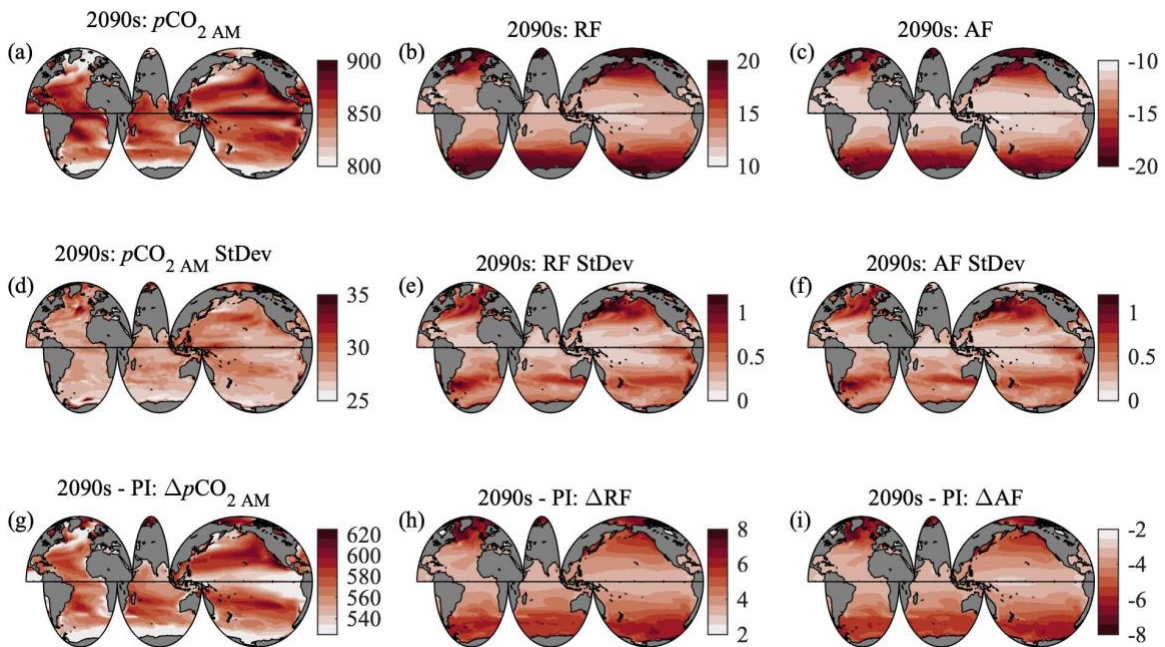 2090s: pCO2 AM
2090s: RF
2090s: AF
(a)
(b)
(c)
900
850
800
20
15
10
-10
-15
-20
2090s: pCO2 AM StDev
2090s: RF StDev
2090s: AF StDev
(d)
(e)
(f)
35
30
25
1
0.5
0
1
0.5
0
2090s - PI: ΔpCO2 AM
2090s - PI: ΔRF
2090s - PI: ΔAF
(g)
(h)
(i)
620
600
580
560
540
8
6
4
2
-2
-4
-6
-8